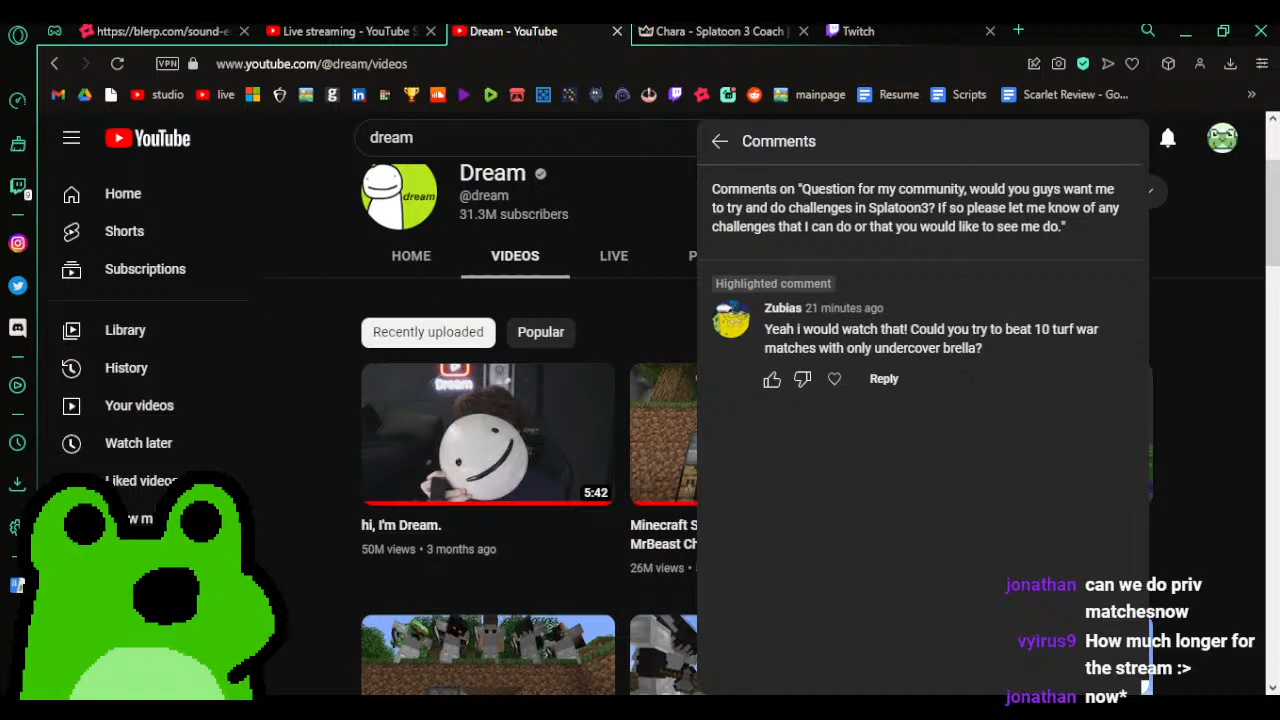 https://blerp.com/sound-e
Live streaming - YouTube S
Dream - YouTube
Chara - Splatoon 3 Coach |
Twitch
VPN
www.youtube.com/@dream/videos
studio
live
mainpage
Resume
Scripts
Scarlet Review - Go...
YouTube
dream
Home
Shorts
Subscriptions
Library
History
Your videos
Watch later
Liked videos
dream
Dream
@dream
31.3M subscribers
HOME
VIDEOS
LIVE
P
Recently uploaded
Popular
Dream
5:42
hi, I'm Dream.
50M views • 3 months ago
Minecraft S
MrBeast Ch
26M views •
Comments
Comments on "Question for my community, would you guys want me
to try and do challenges in Splatoon3? If so please let me know of any
challenges that I can do or that you would like to see me do."
Highlighted comment
Zubias 21 minutes ago
Yeah i would watch that! Could you try to beat 10 turf war
matches with only undercover brella?
Reply
jonathan can we do priv
matchesnow
vyirus9 How much longer for
the stream :>
jonathan now*